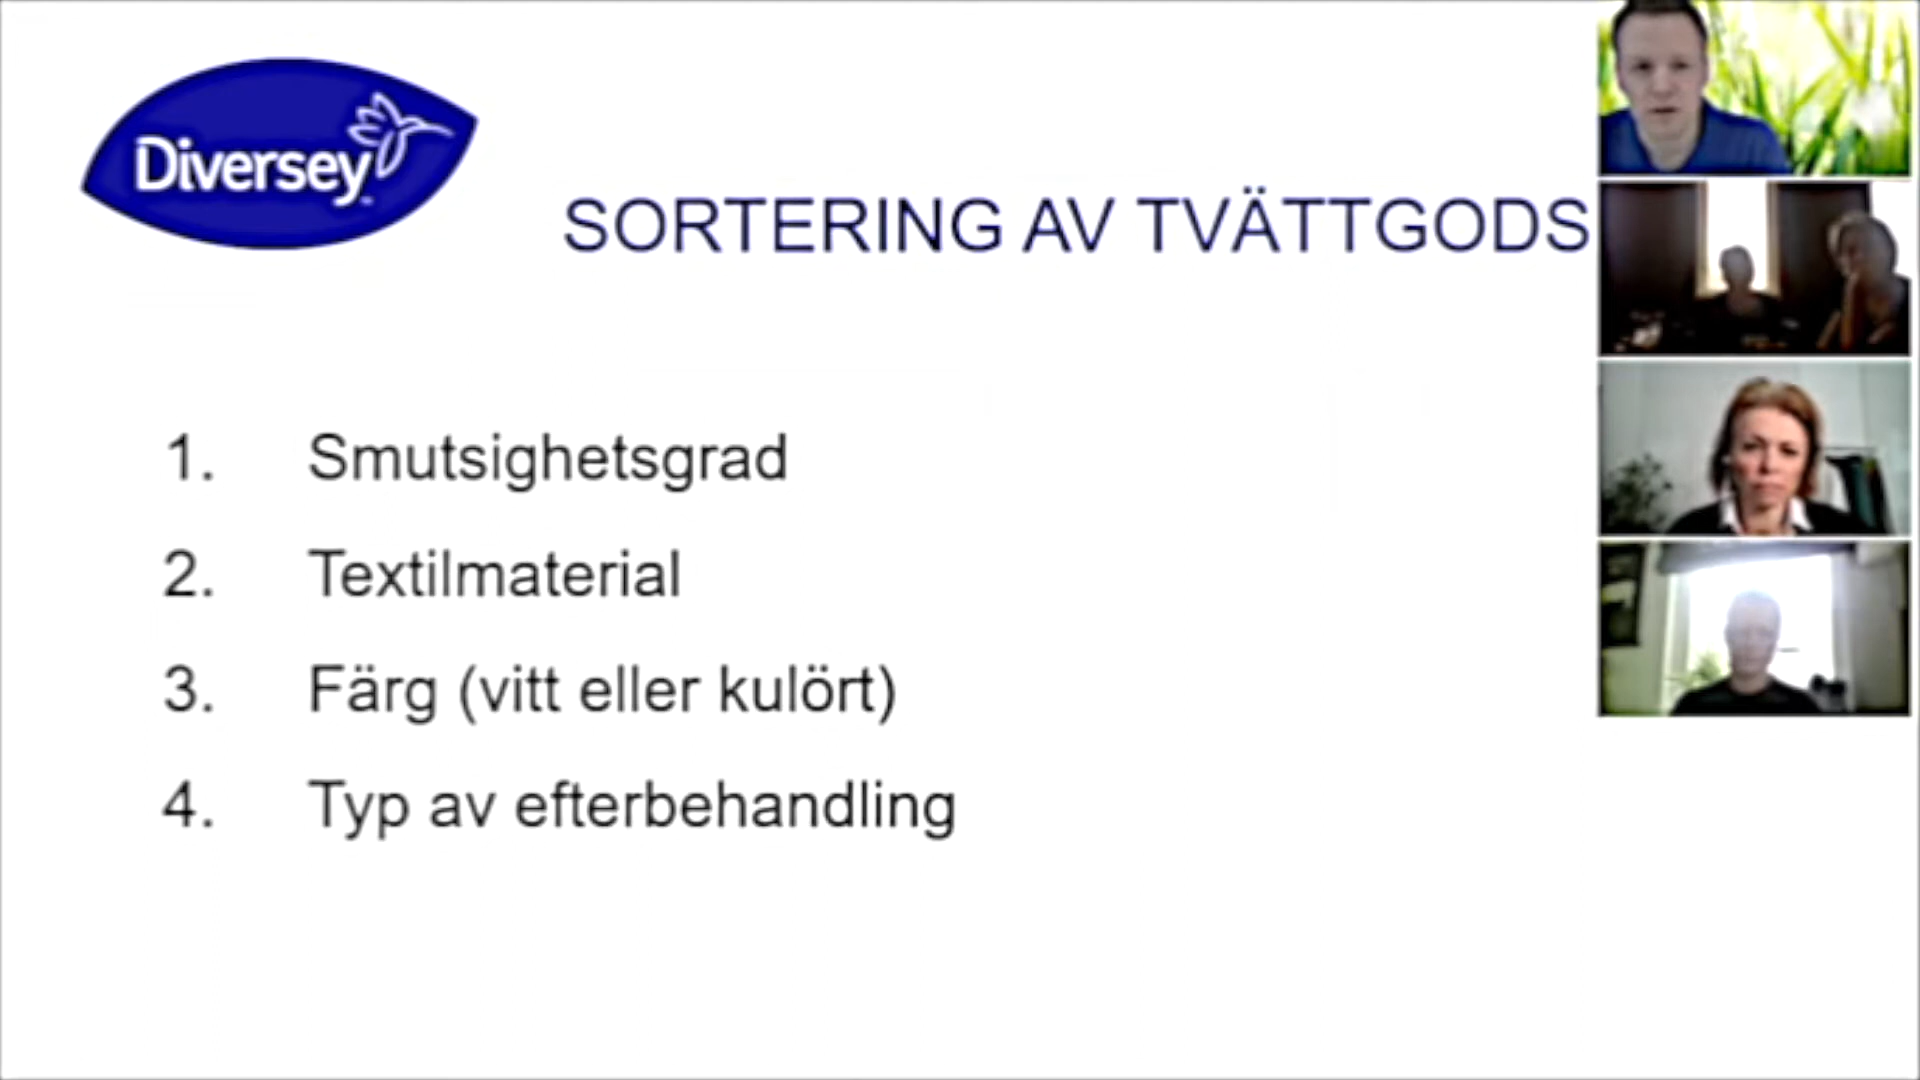 Diversey
SORTERING AV TVÄTTGODS
1. Smutsighetsgrad
2. Textilmaterial
3. Färg (vitt eller kulört)
4. Typ av efterbehandling